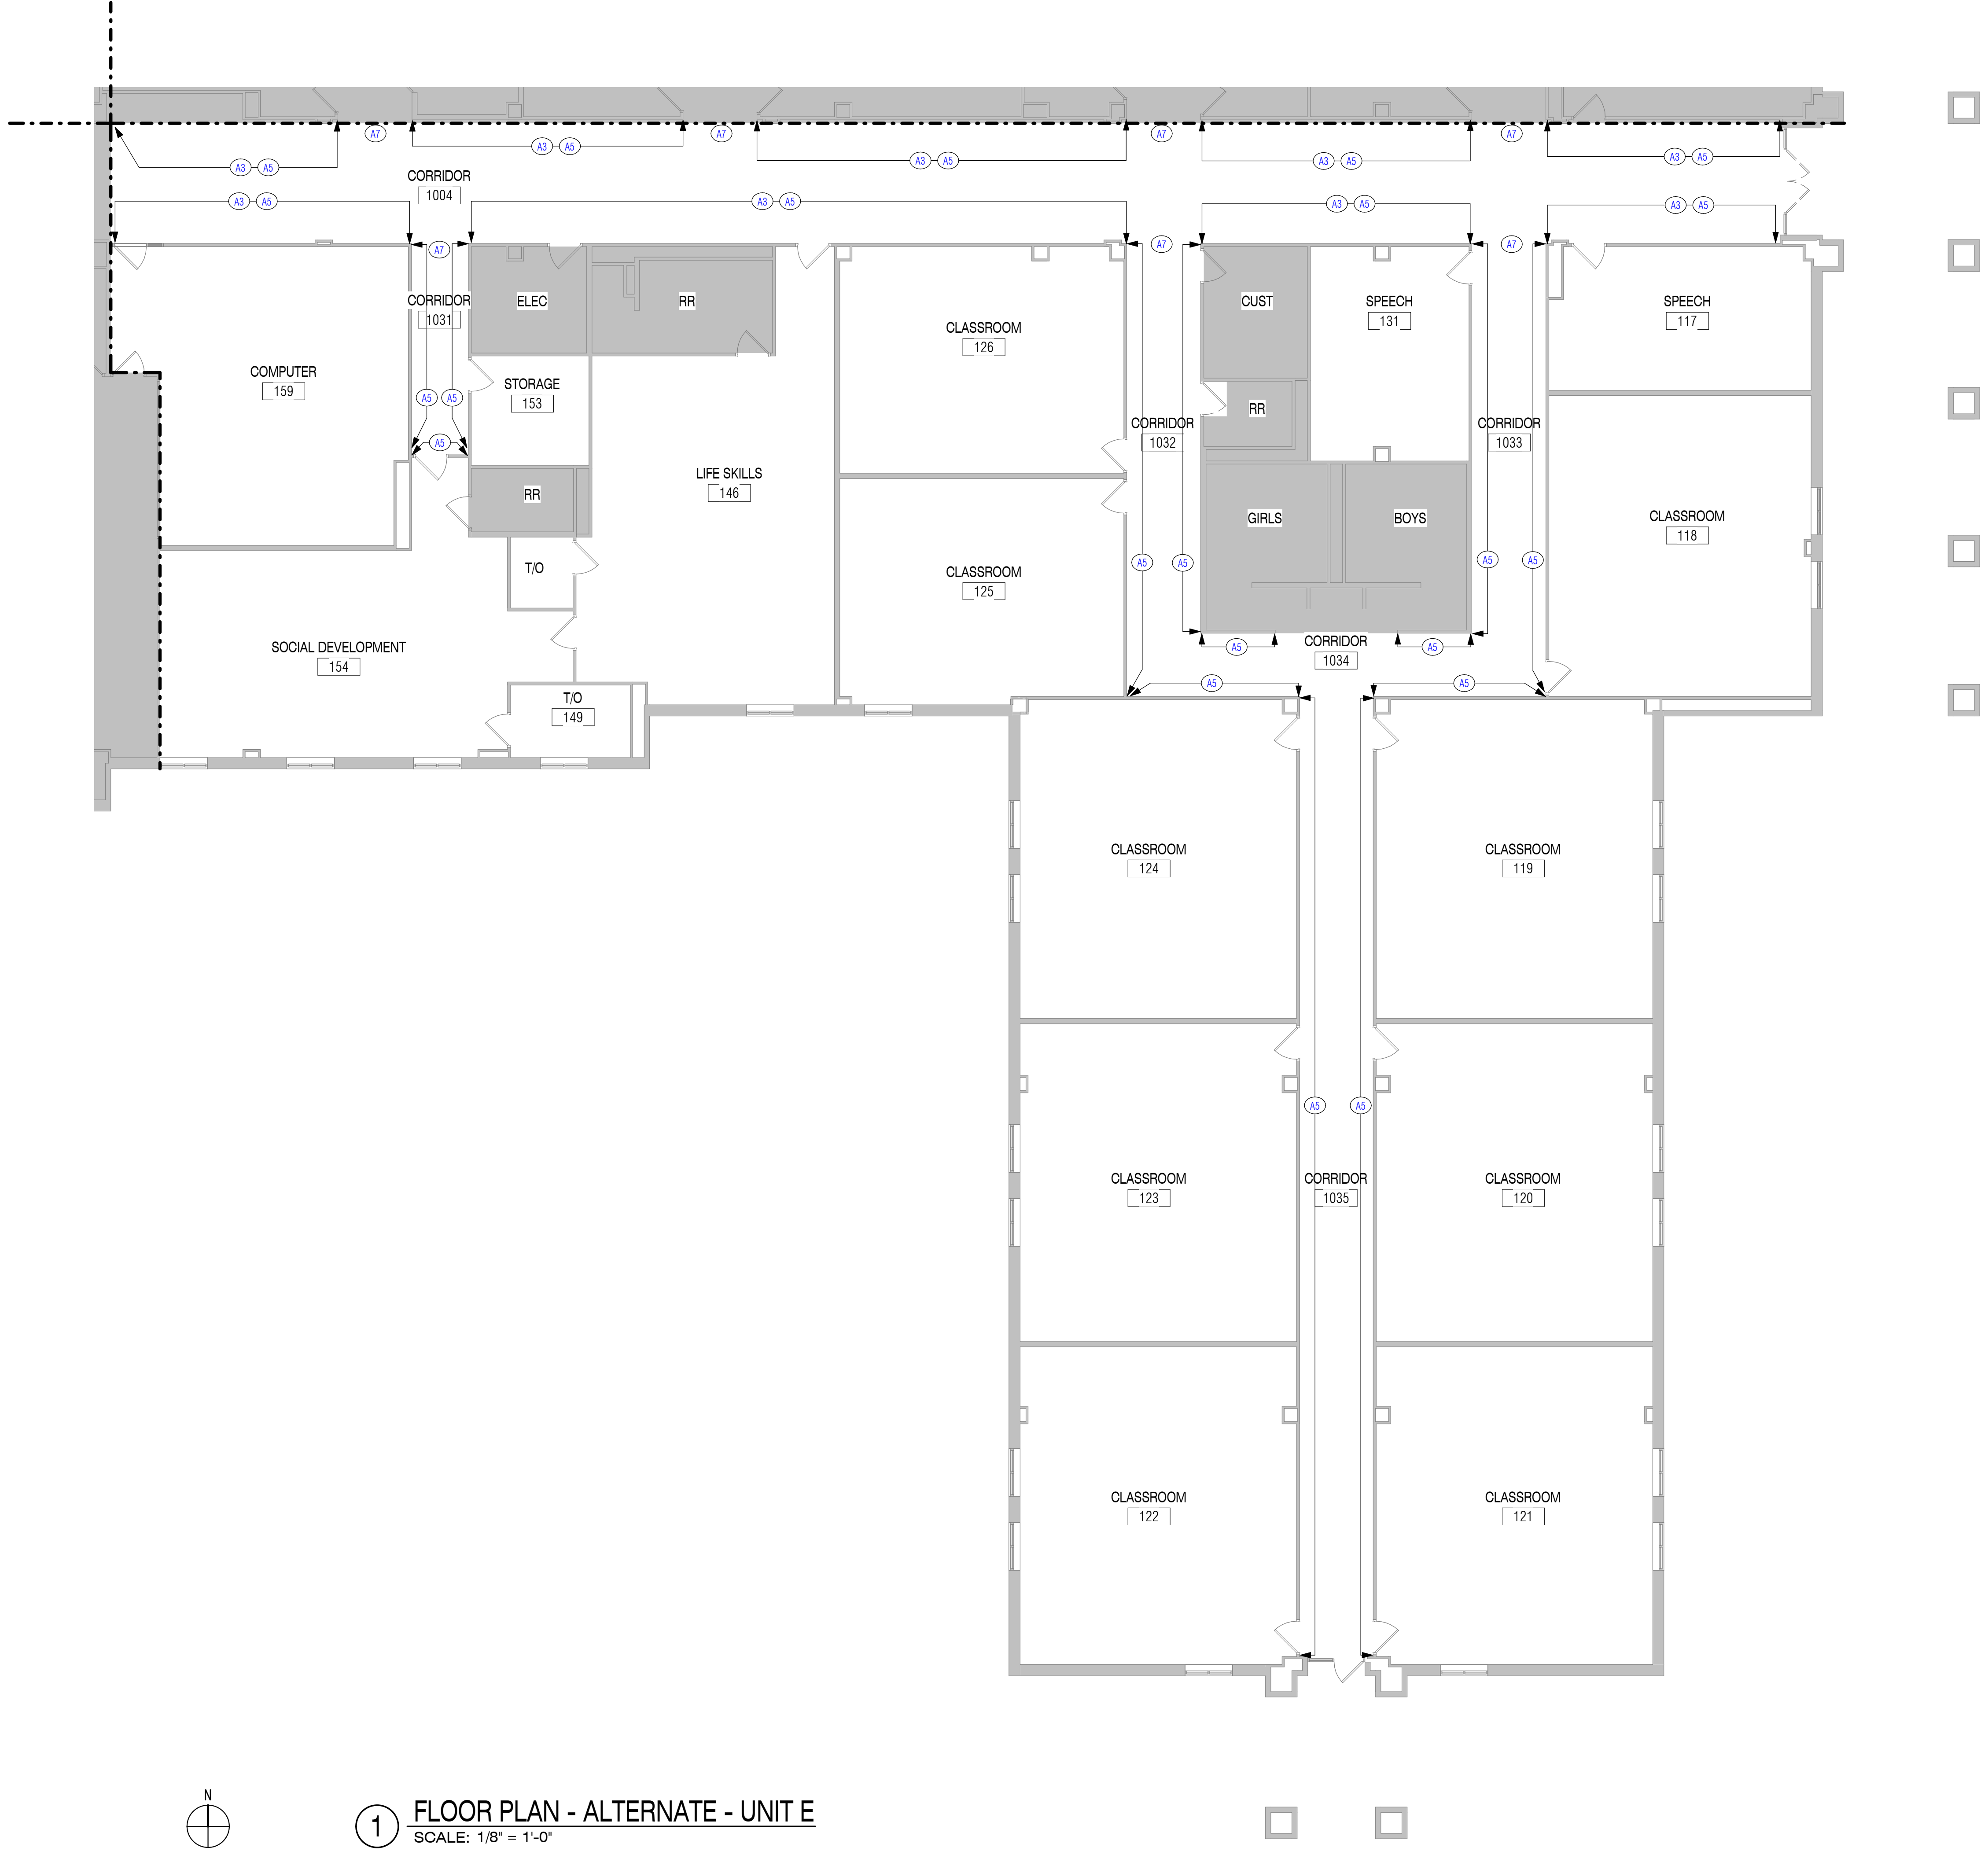 A7 A7 A7 A7
A3 A5 A3 A5 A3 A5 A3 A5 A3 A5
CORRIDOR
1004
A3 A5 A3 A5 A3 A5 A3 A5
A7 A7 A7
CORRIDOR
1031
ELEC
RR
CUST
SPEECH
131
SPEECH
117
CLASSROOM
126
COMPUTER
159
STORAGE
153
A5 A5
A5
RR
CORRIDOR
1032
CORRIDOR
1033
LIFE SKILLS
146
GIRLS
BOYS
CLASSROOM
118
T/O
CLASSROOM
125
A5 A5 A5 A5
SOCIAL DEVELOPMENT
154
A5 A5
CORRIDOR
1034
A5 A5
T/O
149
RR
CLASSROOM
124
CLASSROOM
119
A5 A5
CLASSROOM
123
CORRIDOR
1035
CLASSROOM
120
CLASSROOM
122
CLASSROOM
121
N
1
FLOOR PLAN - ALTERNATE - UNIT E
SCALE: 1/8" = 1'-0"